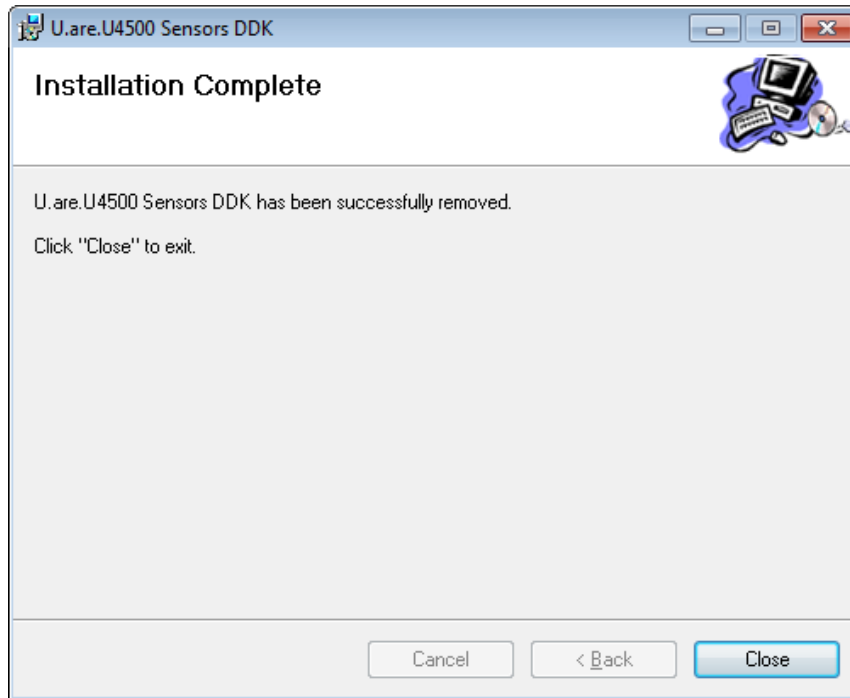 U.are.U4500 Sensors DDK
Installation Complete
U.are.U4500 Sensors DDK has been successfully removed.
Click "Close" to exit.
Cancel
< Back
Close